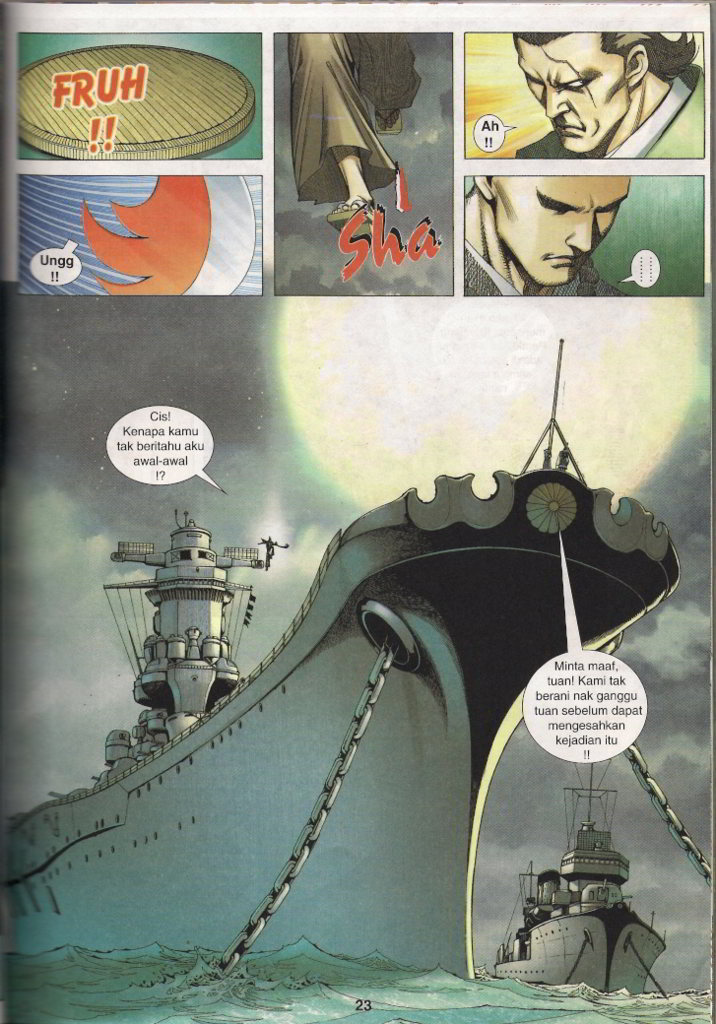 FRUH
!!
I
Sha
Ah
!!
Ungg
!!
Cis!
Kenapa kamu
tak beritahu aku
awal-awal
!?
Minta maaf,
tuan! Kami tak
berani nak ganggu
tuan sebelum dapat
mengesahkan
kejadian itu
!!
23